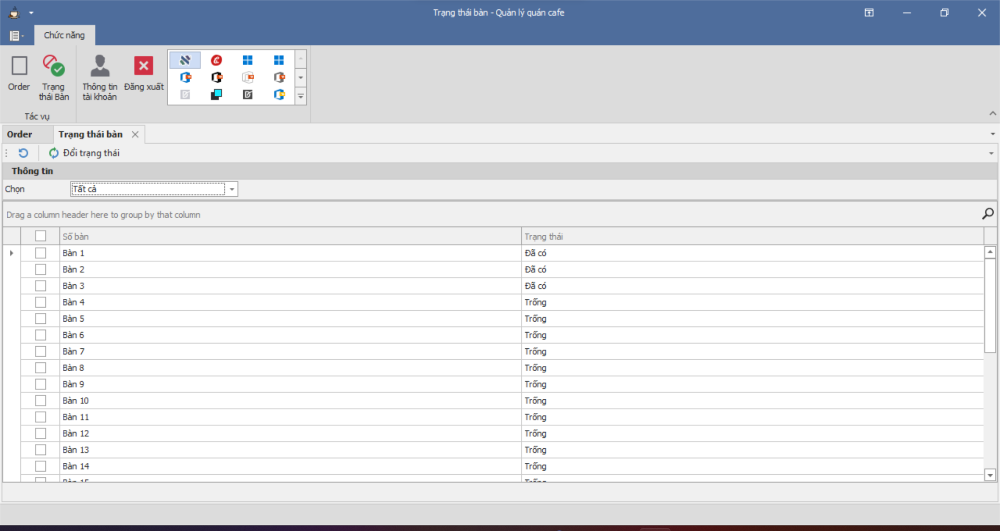 Trạng thái bàn - Quản lý quán cafe
Chức năng
Order
Trạng thái Bàn
Thông tin tài khoản
Đăng xuất
Tác vụ
Order
Trạng thái bàn
Đổi trạng thái
Thông tin
Chọn
Tất cả
Drag a column header here to group by that column
Số bàn Trạng thái
Bàn 1 Đã có
Bàn 2 Đã có
Bàn 3 Đã có
Bàn 4 Trống
Bàn 5 Trống
Bàn 6 Trống
Bàn 7 Trống
Bàn 8 Trống
Bàn 9 Trống
Bàn 10 Trống
Bàn 11 Trống
Bàn 12 Trống
Bàn 13 Trống
Bàn 14 Trống